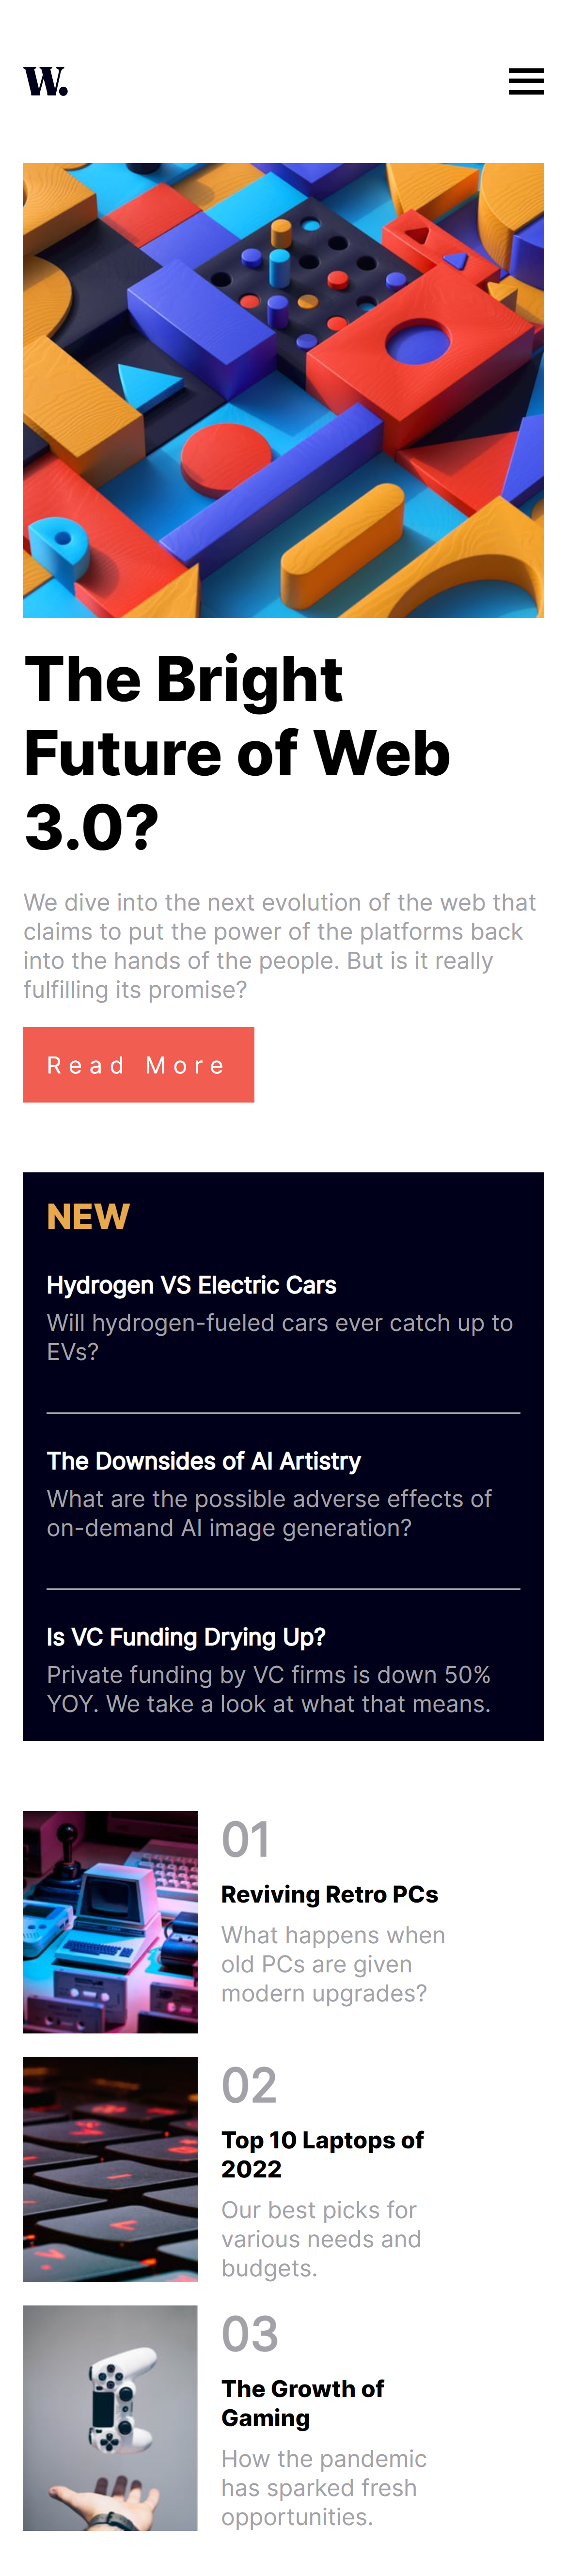 W.
The Bright
Future of Web
3.0?
We dive into the next evolution of the web that
claims to put the power of the platforms back
into the hands of the people. But is it really
fulfilling its promise?
Read More
NEW
Hydrogen VS Electric Cars
Will hydrogen-fueled cars ever catch up to
EVs?
The Downsides of AI Artistry
What are the possible adverse effects of
on-demand AI image generation?
Is VC Funding Drying Up?
Private funding by VC firms is down 50%
YOY. We take a look at what that means.
01
Reviving Retro PCs
What happens when
old PCs are given
modern upgrades?
02
Top 10 Laptops of
2022
Our best picks for
various needs and
budgets.
03
The Growth of
Gaming
How the pandemic
has sparked fresh
opportunities.